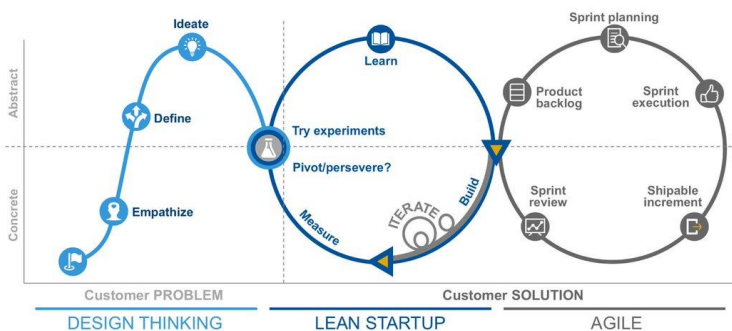 Sprint planning
Ideate
Learn
Product
backlog
Sprint
execution
Abstract
Define
Try experiments
Pivot/persevere?
Concrete
Empathize
Measure
ITERATE
Build
Sprint
review
Shipable
increment
Customer PROBLEM
Customer SOLUTION
DESIGN THINKING
LEAN STARTUP
AGILE